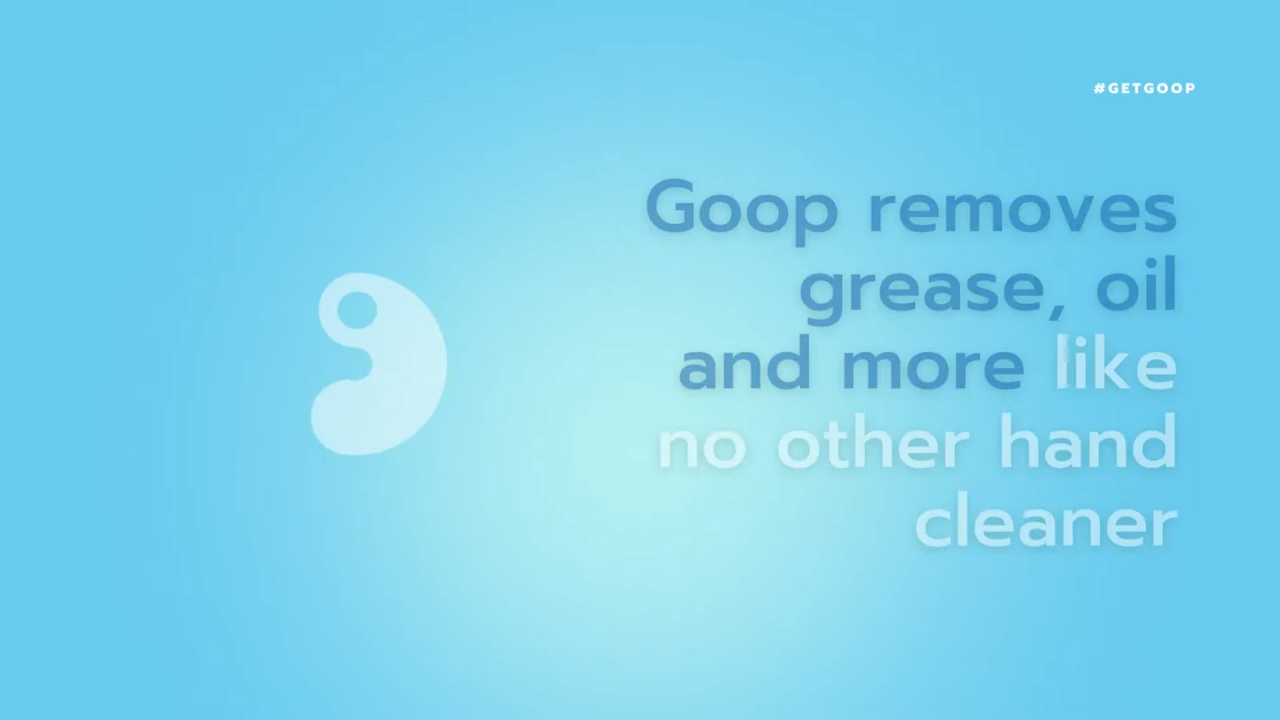 #GETGOOP
Goop removes
grease, oil
and more like
no other hand
cleaner